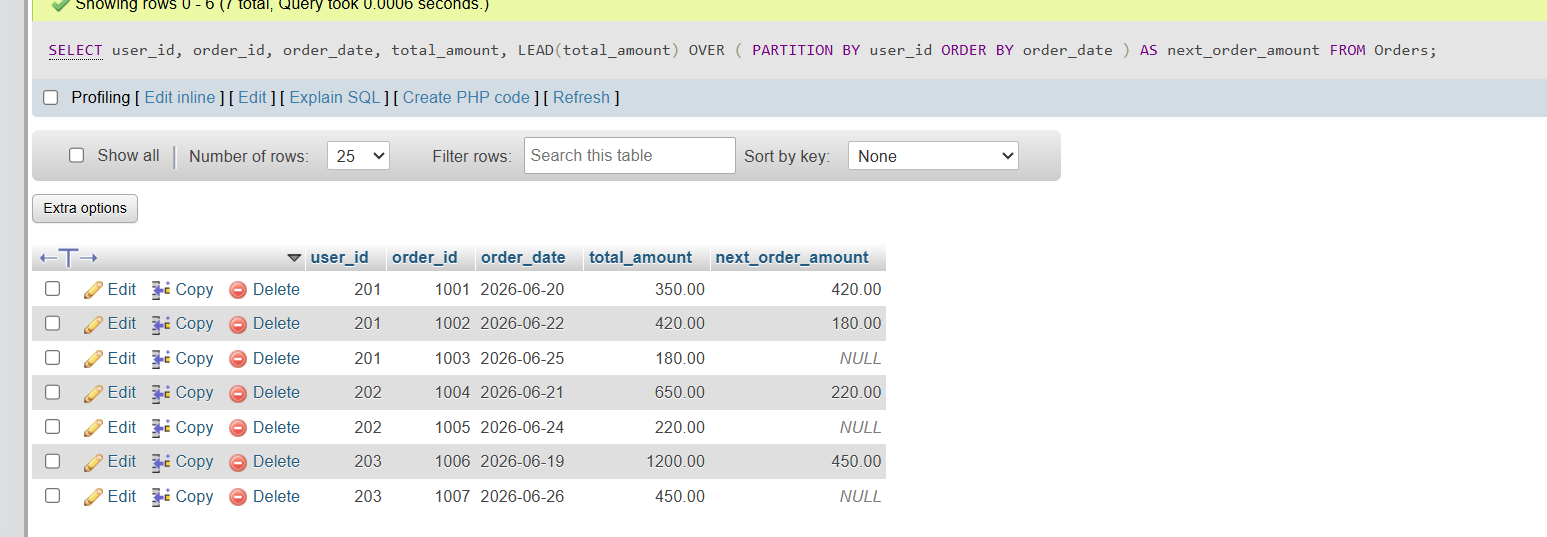 Showing rows 0 - 6 (7 total, Query took 0.0006 seconds.)
SELECT user_id, order_id, order_date, total_amount, LEAD(total_amount) OVER ( PARTITION BY user_id ORDER BY order_date ) AS next_order_amount FROM Orders;
Profiling [ Edit inline ] [ Edit ] [ Explain SQL ] [ Create PHP code ] [ Refresh ]
Show all Number of rows: 25 Filter rows: Search this table Sort by key: None
Extra options
user_id order_id order_date total_amount next_order_amount
Edit Copy Delete 201 1001 2026-06-20 350.00 420.00
Edit Copy Delete 201 1002 2026-06-22 420.00 180.00
Edit Copy Delete 201 1003 2026-06-25 180.00 NULL
Edit Copy Delete 202 1004 2026-06-21 650.00 220.00
Edit Copy Delete 202 1005 2026-06-24 220.00 NULL
Edit Copy Delete 203 1006 2026-06-19 1200.00 450.00
Edit Copy Delete 203 1007 2026-06-26 450.00 NULL